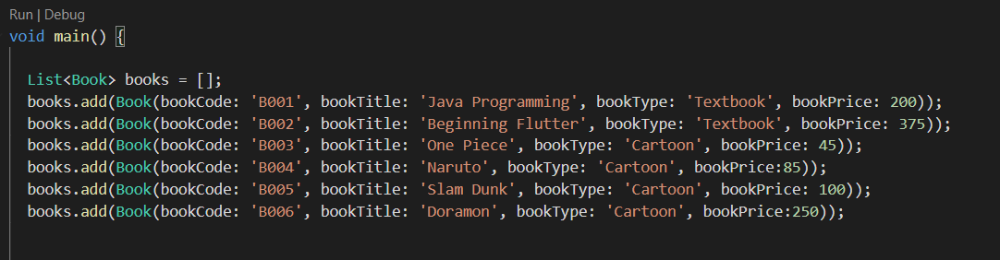 Run | Debug
void main() {
List<Book> books = [];
books.add(Book(bookCode: 'B001', bookTitle: 'Java Programming', bookType: 'Textbook', bookPrice: 200));
books.add(Book(bookCode: 'B002', bookTitle: 'Beginning Flutter', bookType: 'Textbook', bookPrice: 375));
books.add(Book(bookCode: 'B003', bookTitle: 'One Piece', bookType: 'Cartoon', bookPrice: 45));
books.add(Book(bookCode: 'B004', bookTitle: 'Naruto', bookType: 'Cartoon', bookPrice:85));
books.add(Book(bookCode: 'B005', bookTitle: 'Slam Dunk', bookType: 'Cartoon', bookPrice: 100));
books.add(Book(bookCode: 'B006', bookTitle: 'Doramon', bookType: 'Cartoon', bookPrice:250));